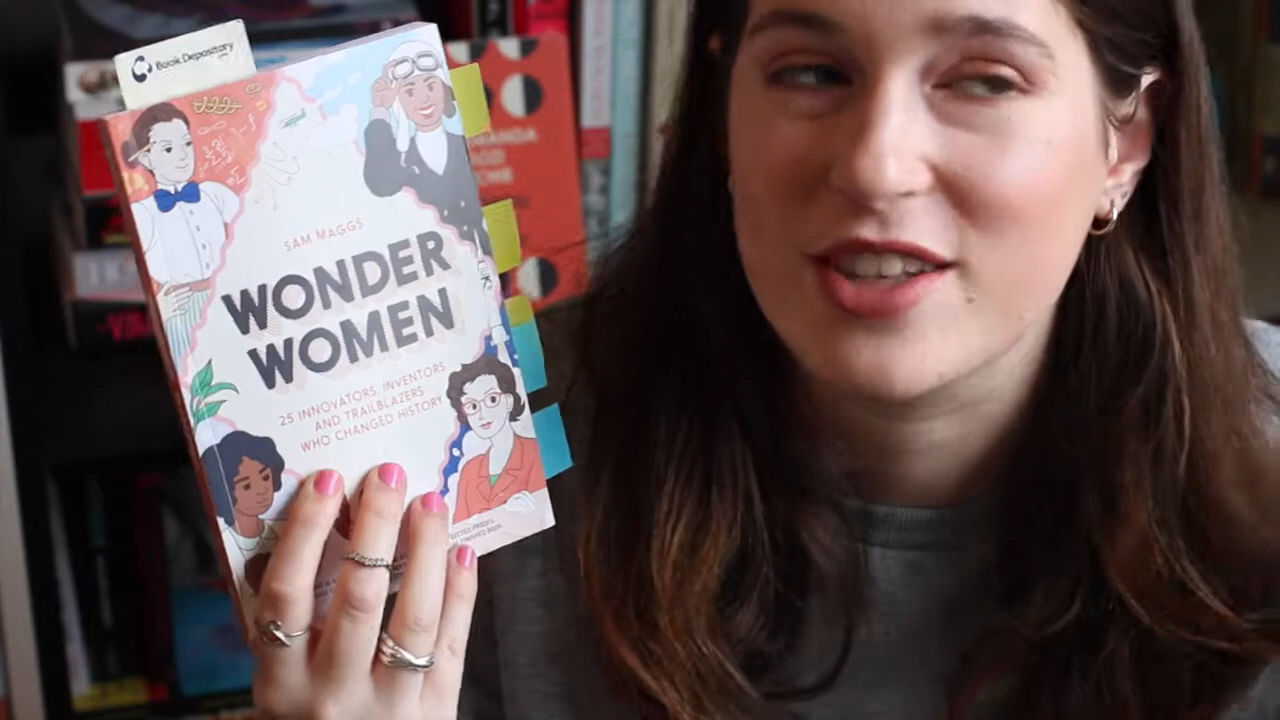 Book Depository
SAM MAGGS
WONDER
WOMEN
25 INNOVATORS, INVENTORS
AND TRAILBLAZERS
WHO CHANGED HISTORY